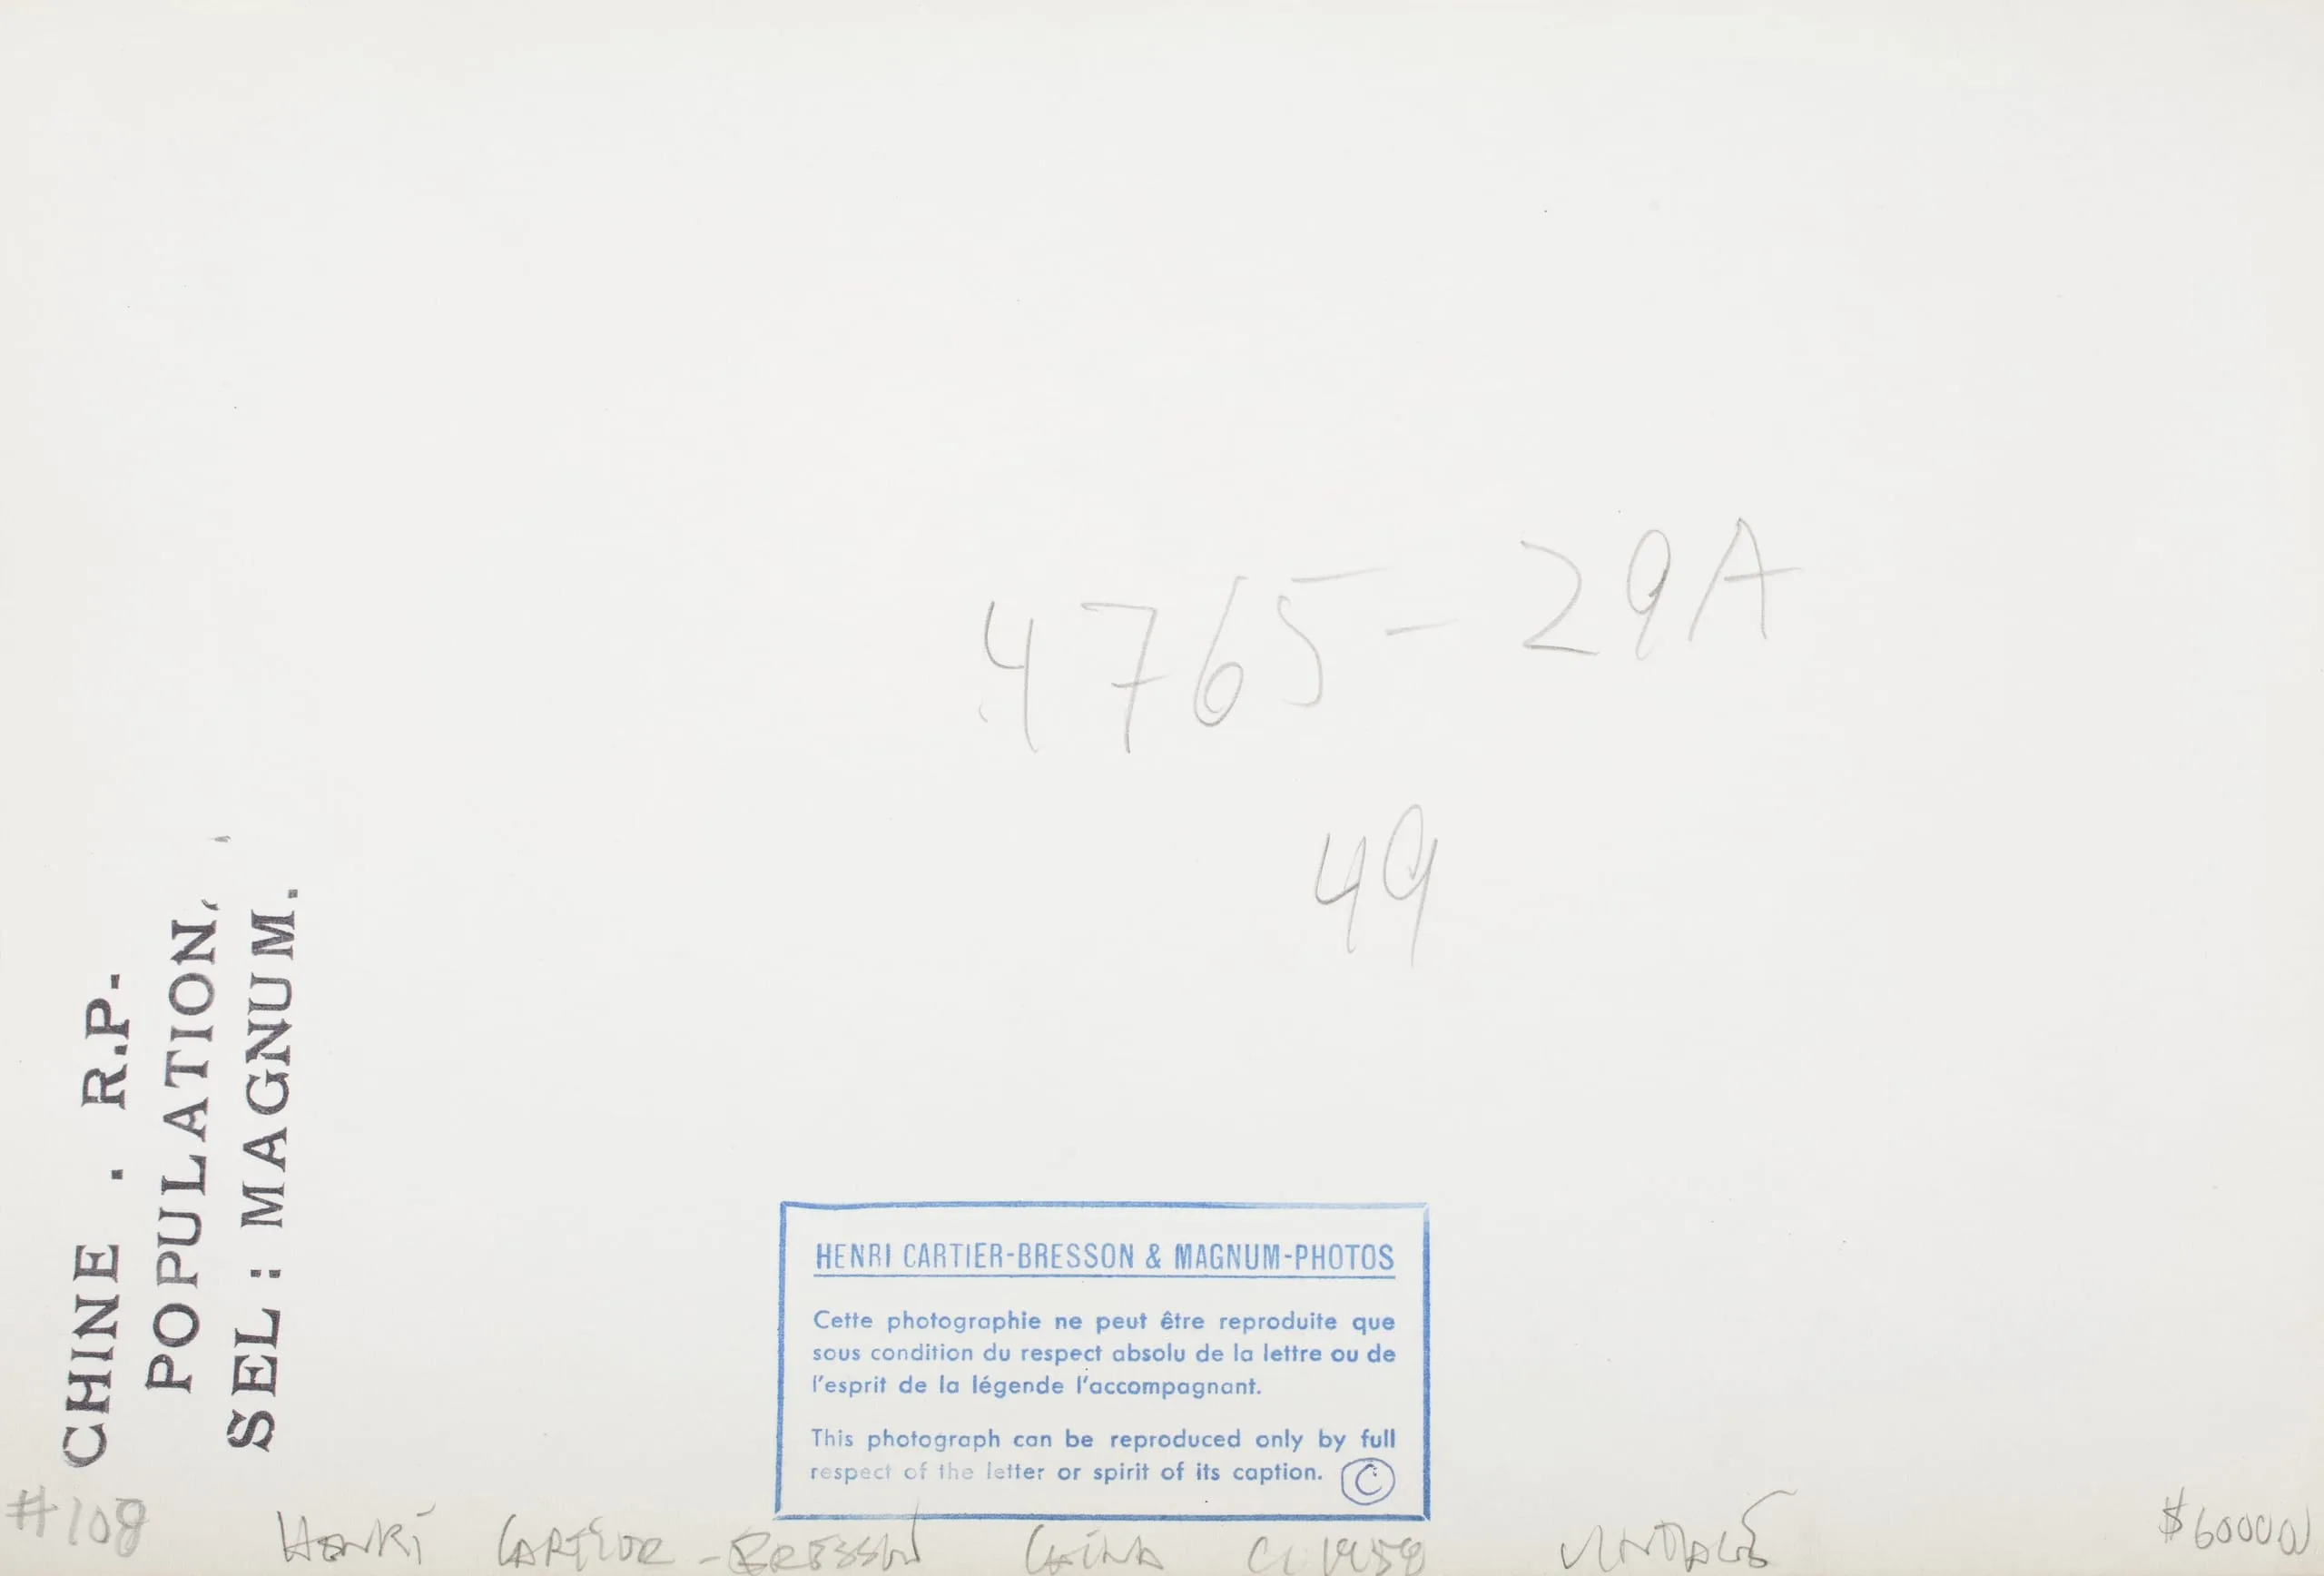 4765-29A
49
CHINE . R.P.
POPULATION,
SEL : MAGNUM.
HENRI CARTIER-BRESSON & MAGNUM-PHOTOS
Cette photographie ne peut être reproduite que
sous condition du respect absolu de la lettre ou de
l'esprit de la légende l'accompagnant.
This photograph can be reproduced only by full
respect of the letter or spirit of its caption. ©
#108 HENRI CARTIER-BRESSON CHINA C. 1958 VINTAGE